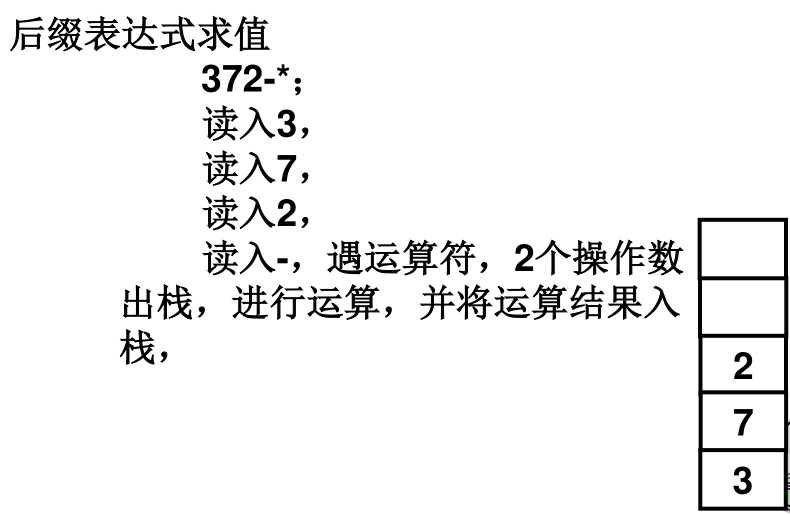 后缀表达式求值
372-*；
读入3，
读入7，
读入2，
读入-，遇运算符，2个操作数
出栈，进行运算，并将运算结果入
栈，
2
7
3